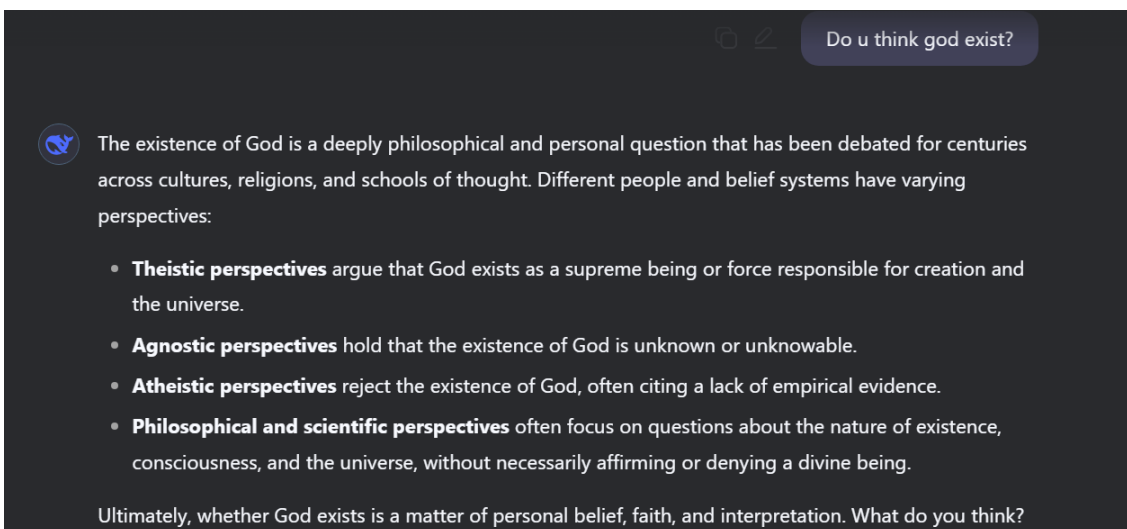 Do u think god exist?
The existence of God is a deeply philosophical and personal question that has been debated for centuries
across cultures, religions, and schools of thought. Different people and belief systems have varying
perspectives:
• Theistic perspectives argue that God exists as a supreme being or force responsible for creation and
the universe.
• Agnostic perspectives hold that the existence of God is unknown or unknowable.
• Atheistic perspectives reject the existence of God, often citing a lack of empirical evidence.
• Philosophical and scientific perspectives often focus on questions about the nature of existence,
consciousness, and the universe, without necessarily affirming or denying a divine being.
Ultimately, whether God exists is a matter of personal belief, faith, and interpretation. What do you think?